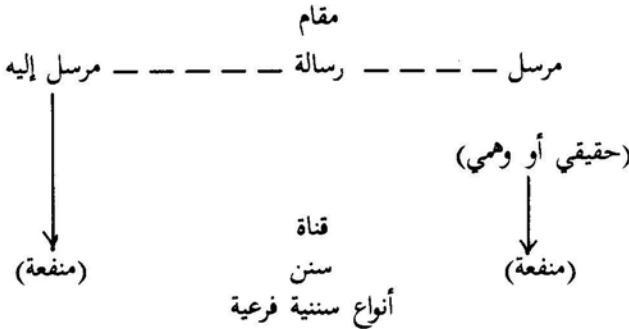 مقام
مرسل — — — — رسالة — — — — — مرسل إليه
(حقيقي أو وهمي)
قناة
(منفعة) سنن (منفعة)
أنواع سننية فرعية